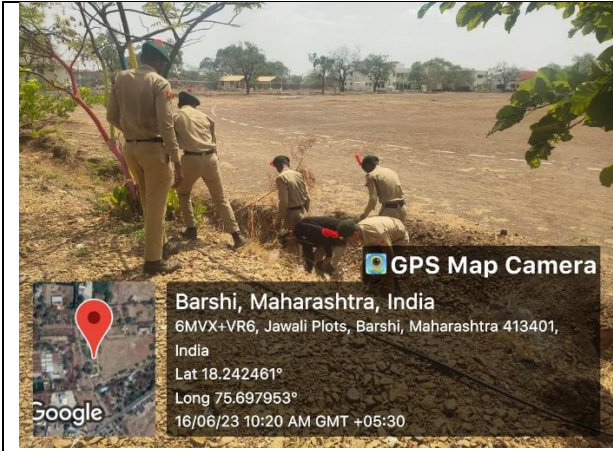 GPS Map Camera
Barshi, Maharashtra, India
6MVX+VR6, Jawali Plots, Barshi, Maharashtra 413401,
India
Lat 18.242461°
Long 75.697953°
16/06/23 10:20 AM GMT +05:30
Google